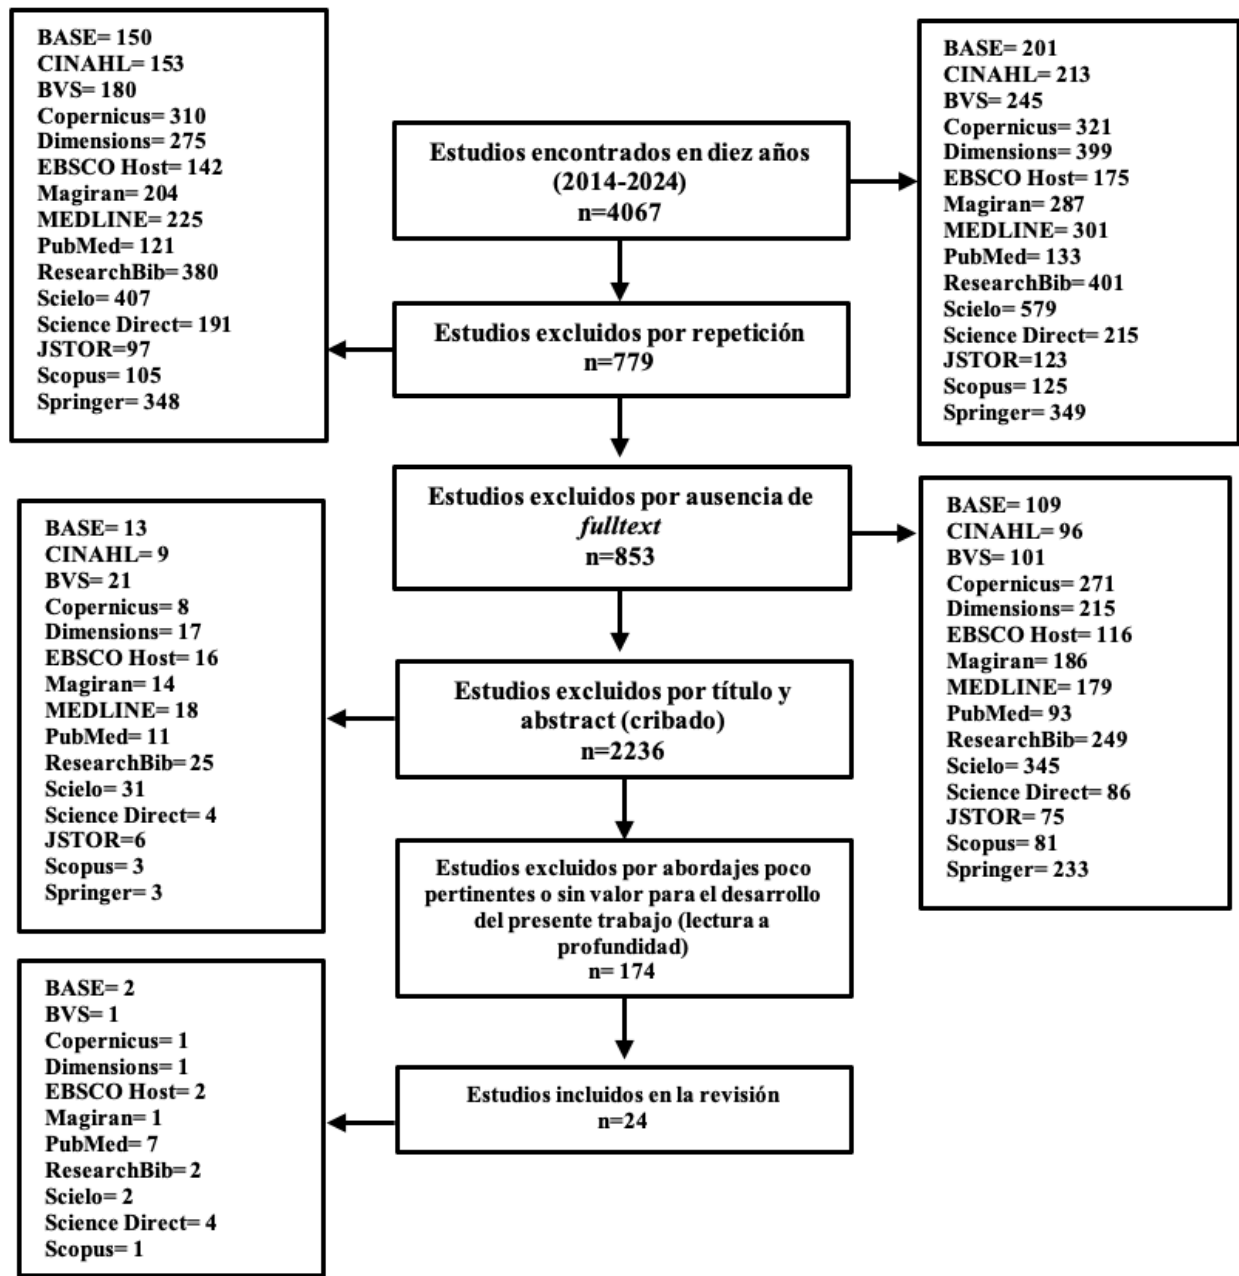 Estudios encontrados en diez años
(2014-2024)
n=4067
BASE= 201
CINAHL= 213
BVS= 245
Copernicus= 321
Dimensions= 399
EBSCO Host= 175
Magiran= 287
MEDLINE= 301
PubMed= 133
ResearchBib= 401
Scielo= 579
Science Direct= 215
JSTOR= 123
Scopus= 125
Springer= 349
Estudios excluidos por repetición
n=779
BASE= 150
CINAHL= 153
BVS= 180
Copernicus= 310
Dimensions= 275
EBSCO Host= 142
Magiran= 204
MEDLINE= 225
PubMed= 121
ResearchBib= 380
Scielo= 407
Science Direct= 191
JSTOR=97
Scopus= 105
Springer= 348
Estudios excluidos por ausencia de
fulltext
n=853
BASE= 109
CINAHL= 96
BVS= 101
Copernicus= 271
Dimensions= 215
EBSCO Host= 116
Magiran= 186
MEDLINE= 179
PubMed= 93
ResearchBib= 249
Scielo= 345
Science Direct= 86
JSTOR= 75
Scopus= 81
Springer= 233
Estudios excluidos por título y
abstract (cribado)
n=2236
BASE= 13
CINAHL= 9
BVS= 21
Copernicus= 8
Dimensions= 17
EBSCO Host= 16
Magiran= 14
MEDLINE= 18
PubMed= 11
ResearchBib= 25
Scielo= 31
Science Direct= 4
JSTOR=6
Scopus= 3
Springer= 3
Estudios excluidos por abordajes poco
pertinentes o sin valor para el desarrollo
del presente trabajo (lectura a
profundidad)
n= 174
Estudios incluidos en la revisión
n=24
BASE= 2
BVS= 1
Copernicus= 1
Dimensions= 1
EBSCO Host= 2
Magiran= 1
PubMed= 7
ResearchBib= 2
Scielo= 2
Science Direct= 4
Scopus= 1